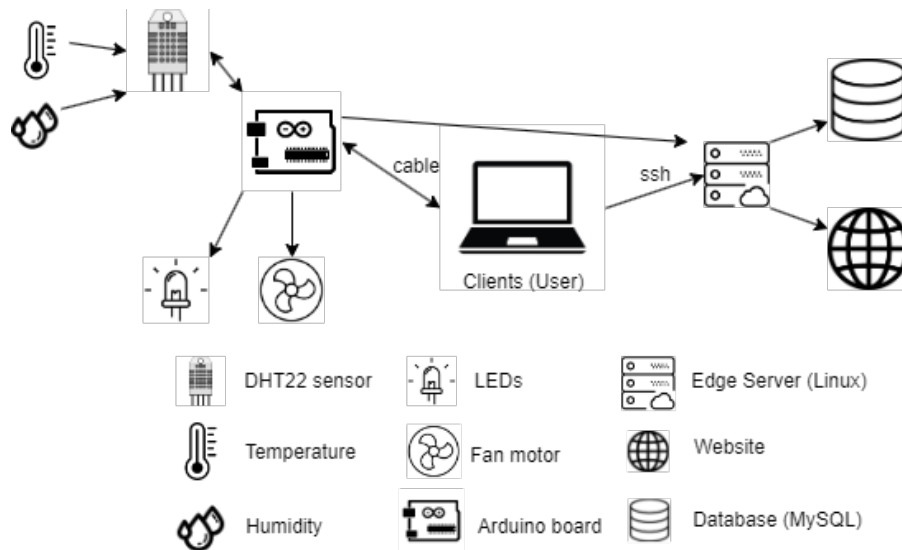 cable
ssh
Clients (User)
DHT22 sensor
LEDs
Edge Server (Linux)
Temperature
Fan motor
Website
Humidity
Arduino board
Database (MySQL)